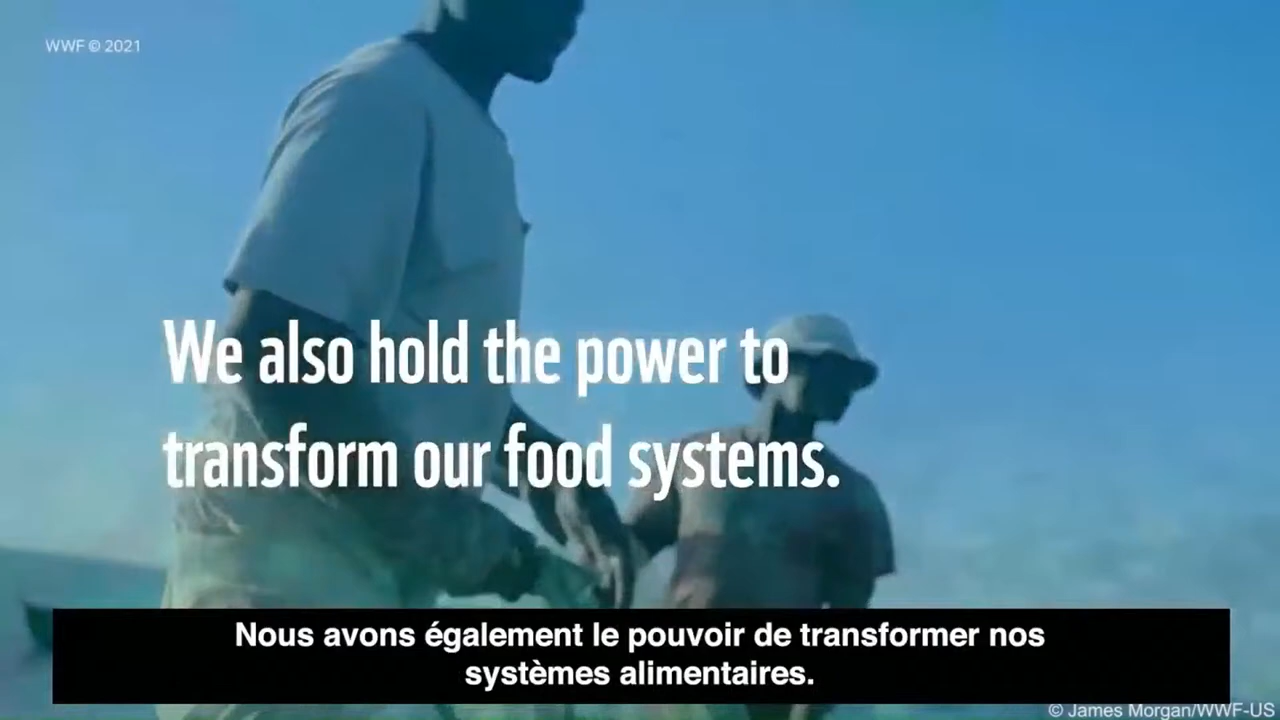 WWF © 2021
We also hold the power to
transform our food systems.
Nous avons également le pouvoir de transformer nos
systèmes alimentaires.
© James Morgan/WWF-US